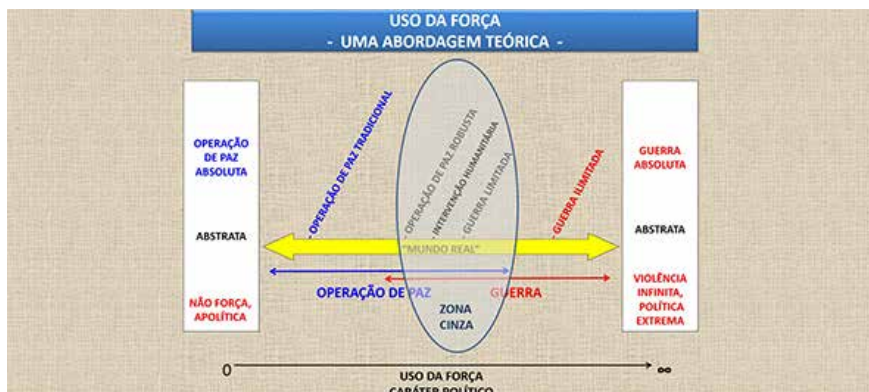 USO DA FORÇA
- UMA ABORDAGEM TEÓRICA -
OPERAÇÃO
DE PAZ
ABSOLUTA
ABSTRATA
NÃO FORÇA,
APOLÍTICA
- OPERAÇÃO DE PAZ TRADICIONAL
- OPERAÇÃO DE PAZ ROBUSTA
- INTERVENÇÃO HUMANITÁRIA
- GUERRA LIMITADA
- GUERRA ILIMITADA
"MUNDO REAL"
OPERAÇÃO DE PAZ
GUERRA
ZONA
CINZA
GUERRA
ABSOLUTA
ABSTRATA
VIOLÊNCIA
INFINITA,
POLÍTICA
EXTREMA
0
∞
USO DA FORÇA
CARÁTER POLÍTICO